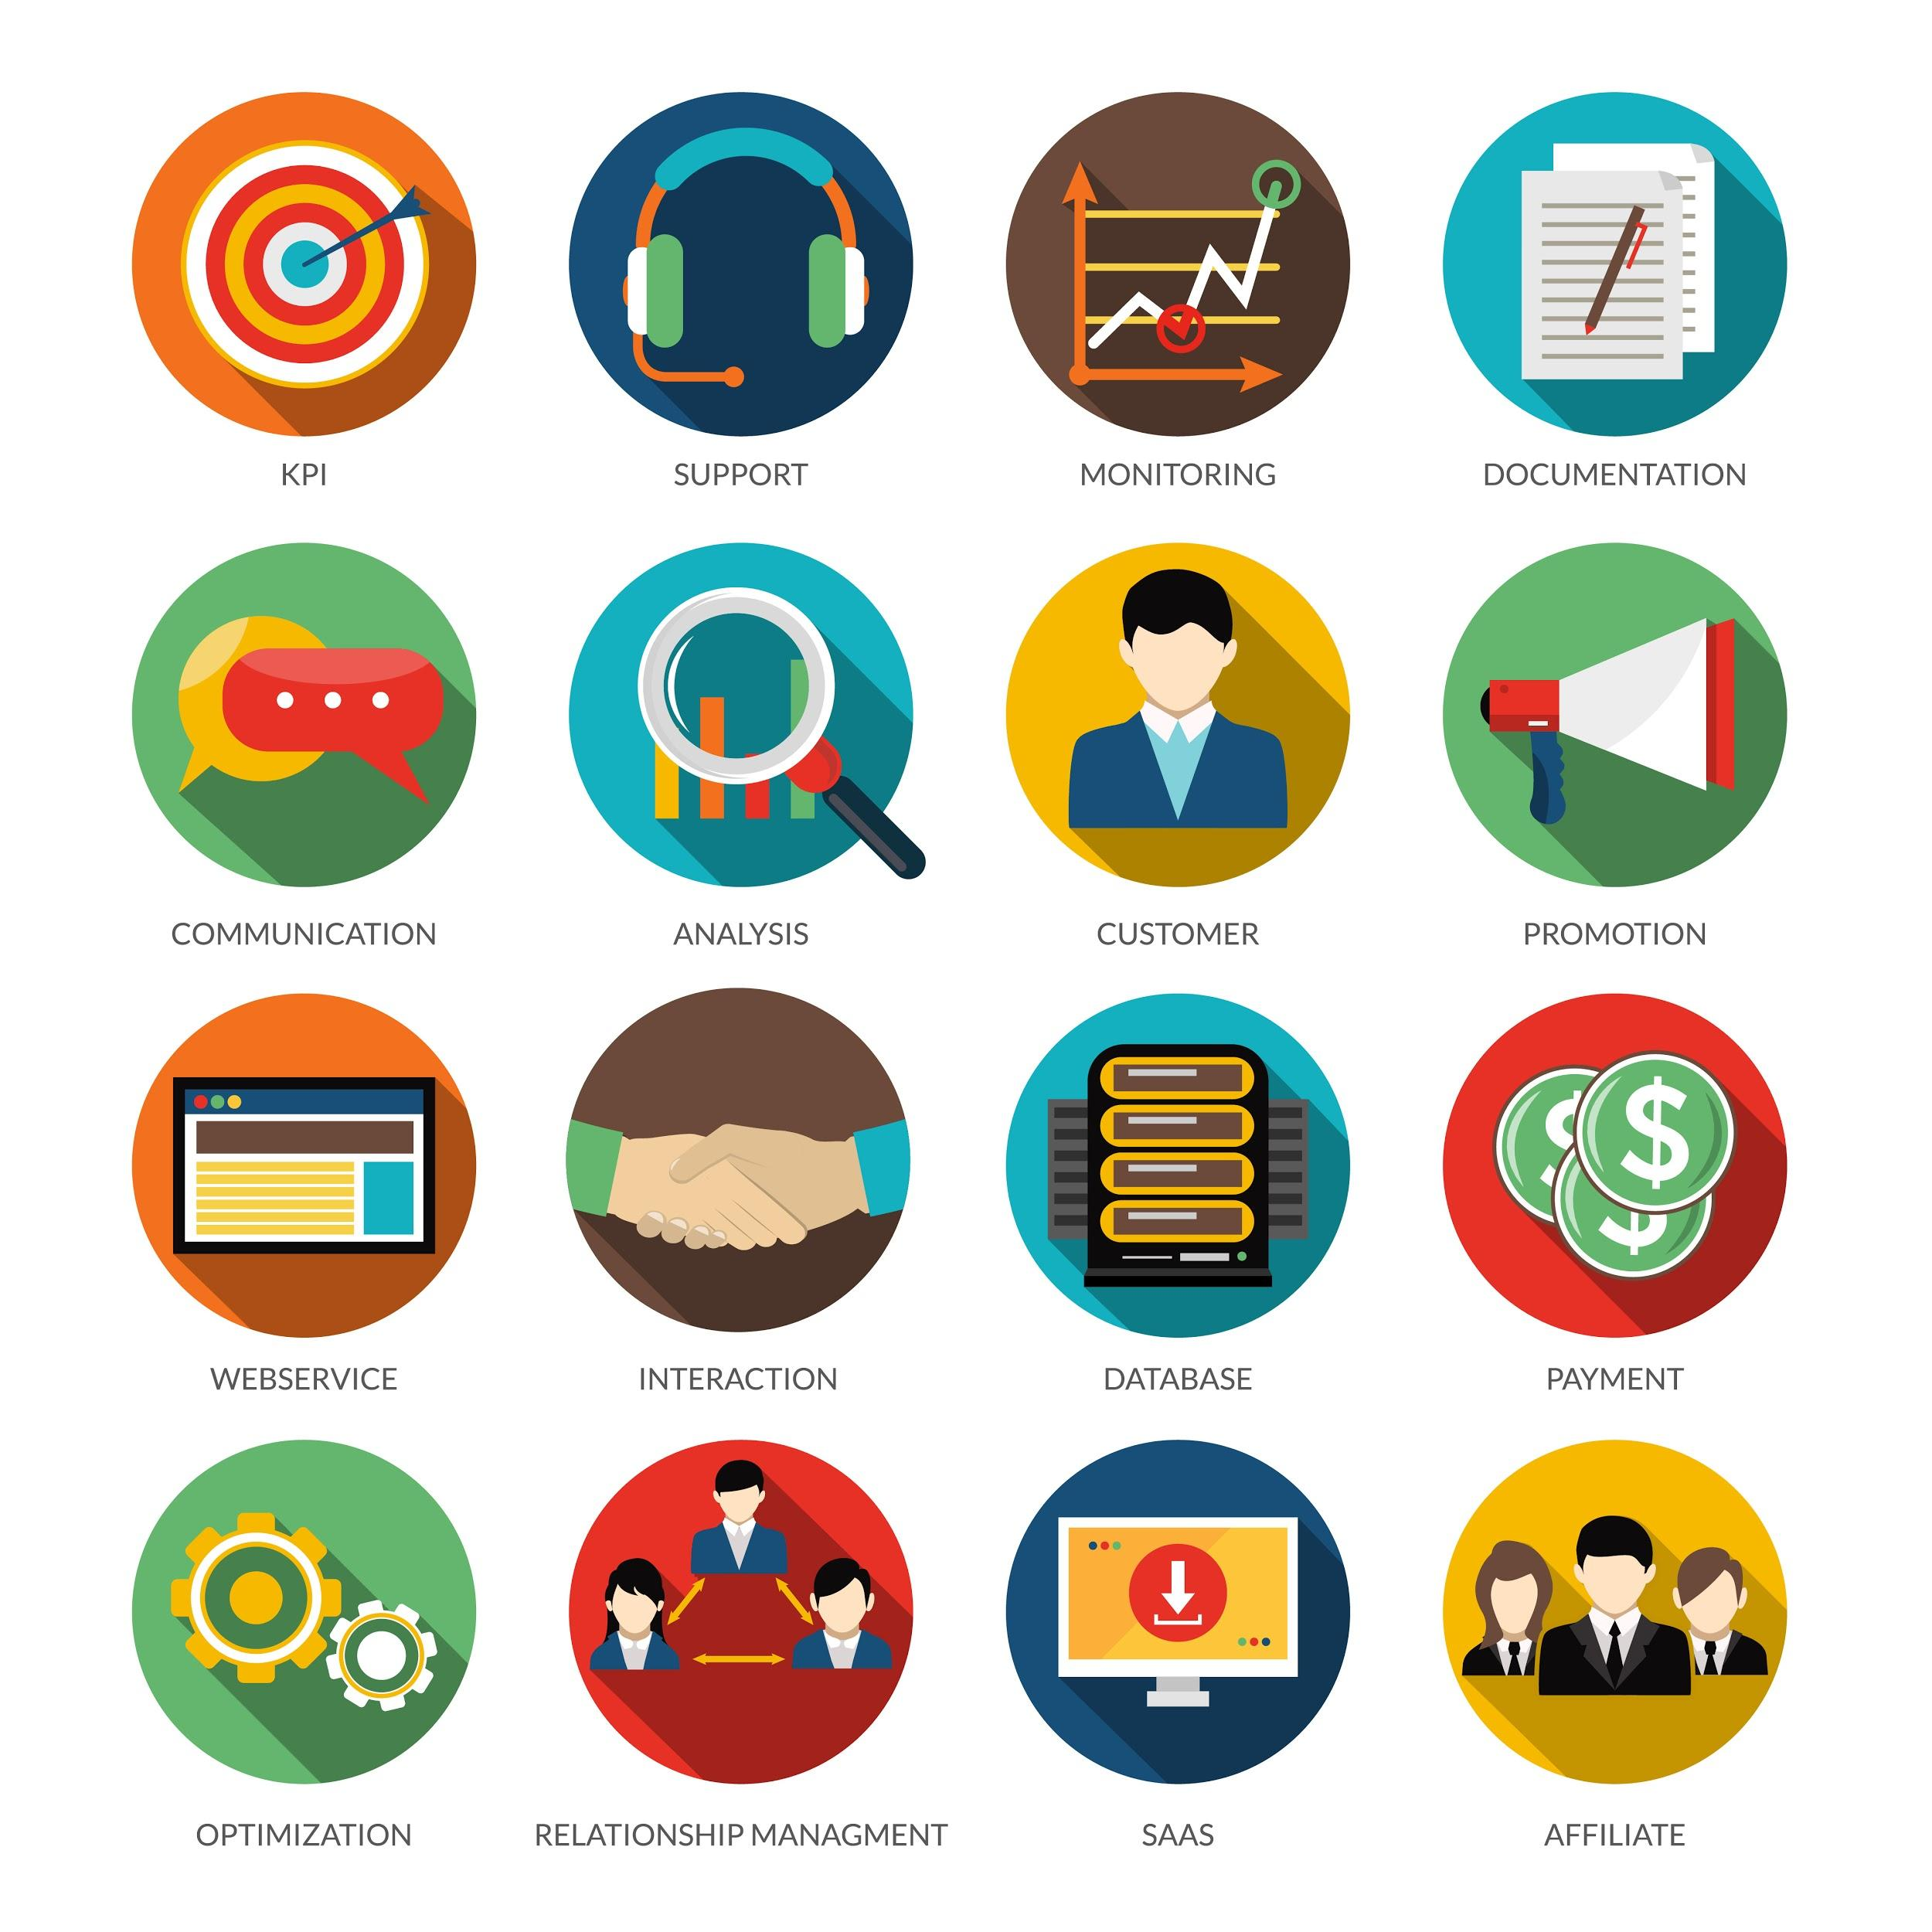 KPI
SUPPORT
MONITORING
DOCUMENTATION
COMMUNICATION
ANALYSIS
CUSTOMER
PROMOTION
WEBSERVICE
INTERACTION
DATABASE
PAYMENT
$
$
$
OPTIMIZATION
RELATIONSHIP MANAGMENT
SAAS
AFFILIATE